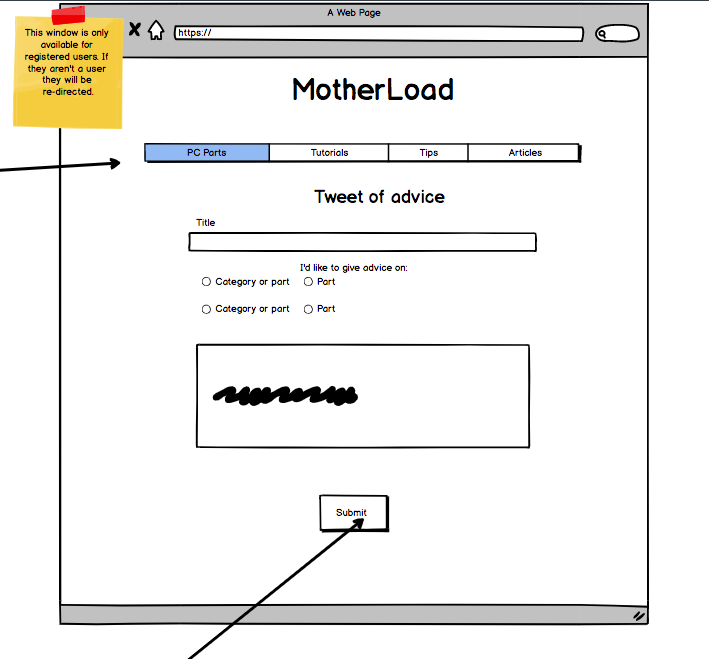 A Web Page
This window is only
available for
registered users. If
they aren't a user
they will be
re-directed.
https://
MotherLoad
PC Parts Tutorials Tips Articles
Tweet of advice
Title
I'd like to give advice on:
Category or part Part
Category or part Part
Submit